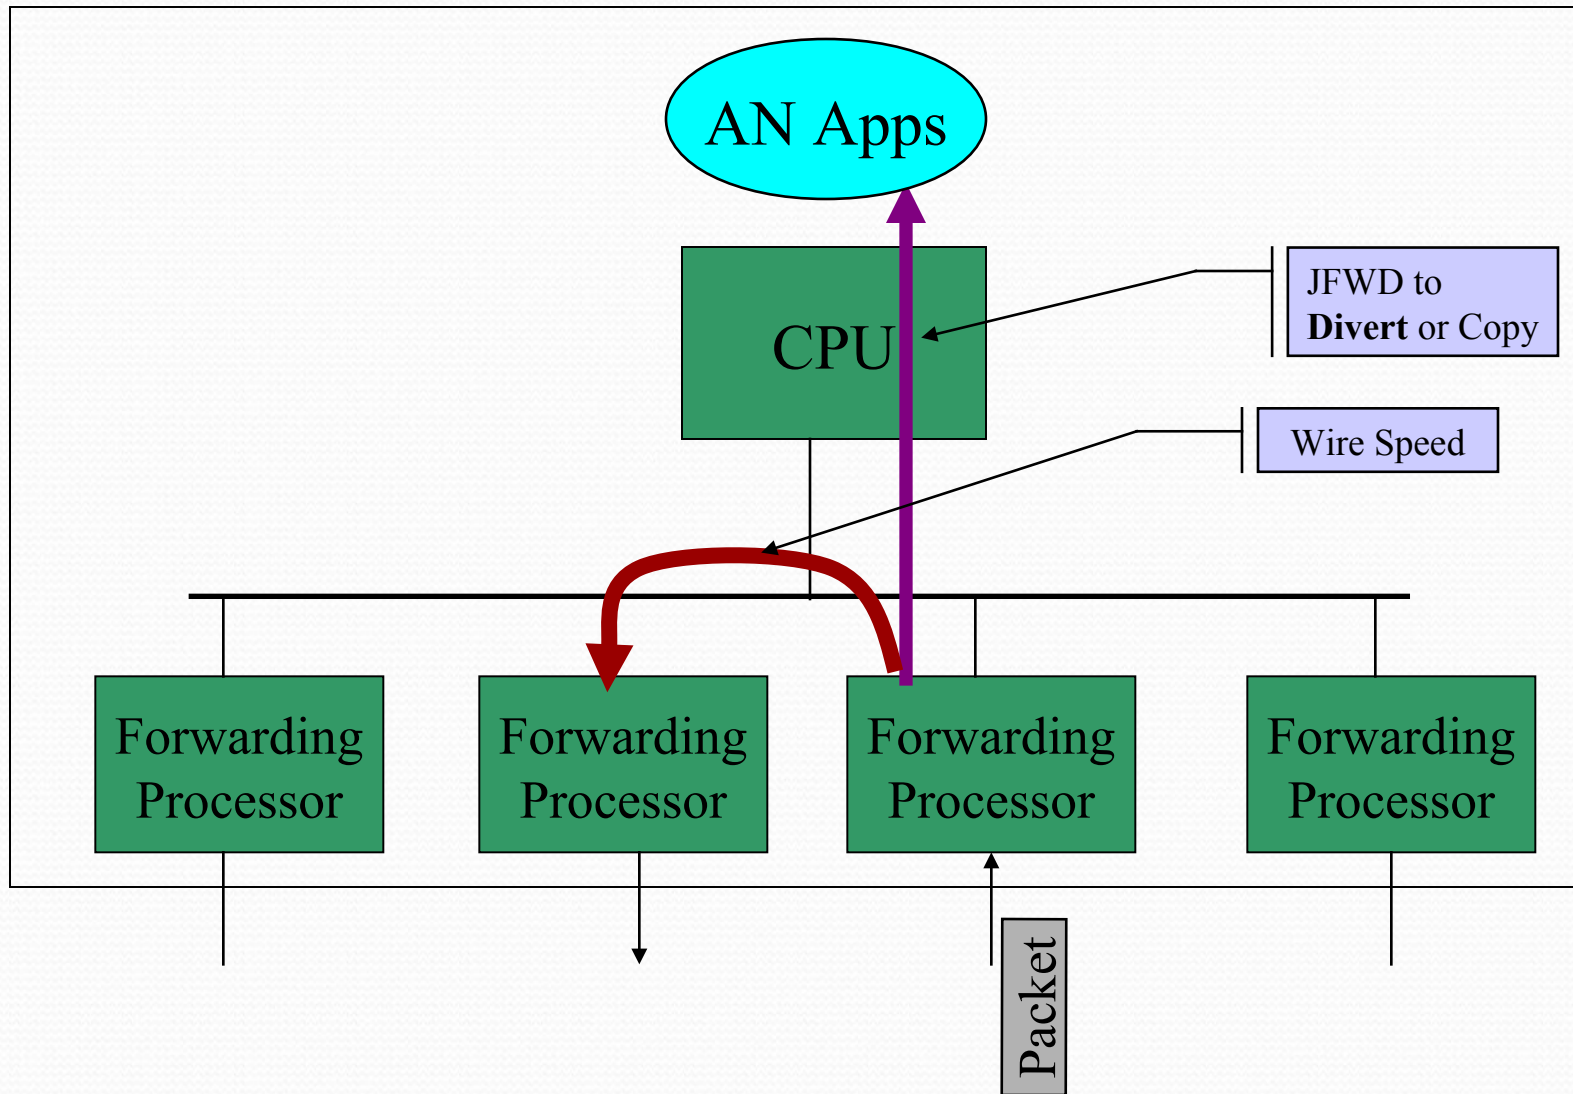 AN Apps
CPU
JFWD to
Divert or Copy
Wire Speed
Forwarding
Processor
Forwarding
Processor
Forwarding
Processor
Forwarding
Processor
Packet